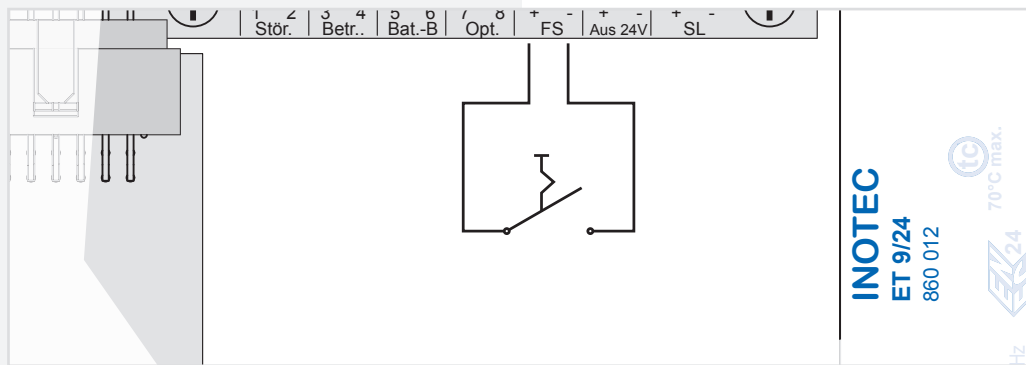 1 2 3 4 5 6 7 8 + - + - + -
Stör. Betr.. Bat.-B Opt. FS Aus 24V SL
INOTEC
ET 9/24
860 012
tc
70°C max.
24
Hz